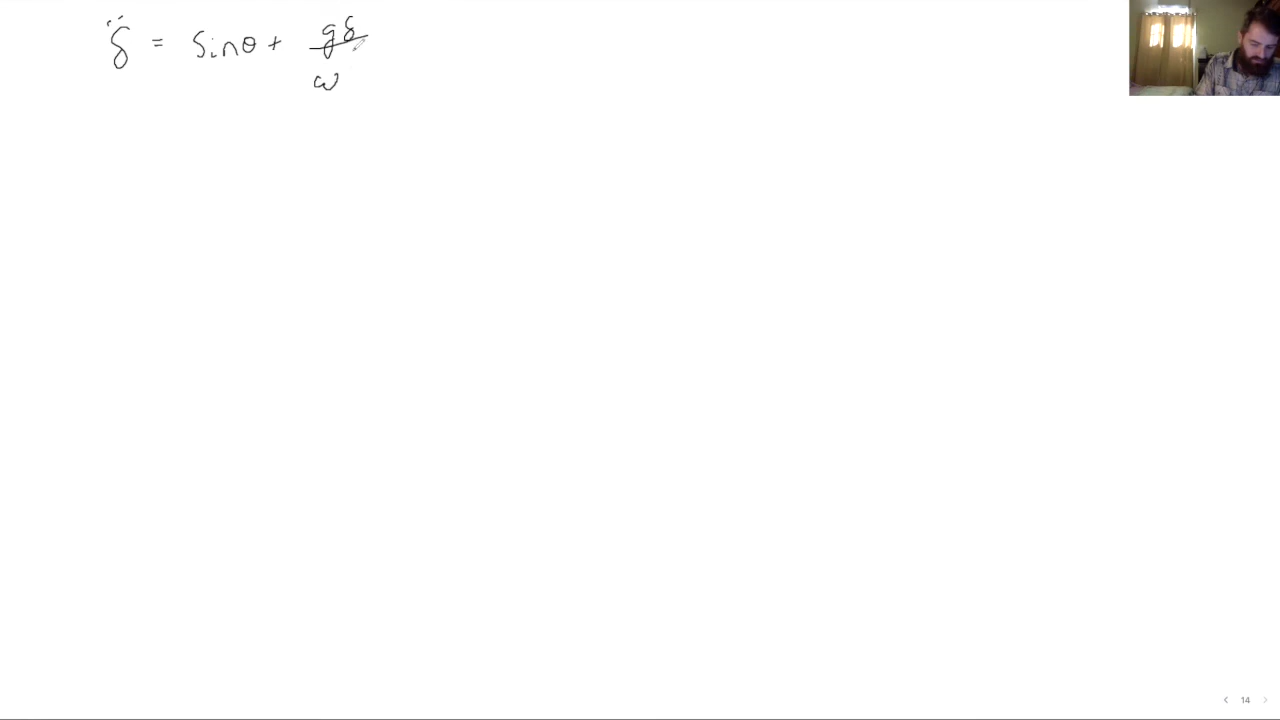 δ̈ = sinθ + gδ/ω
14